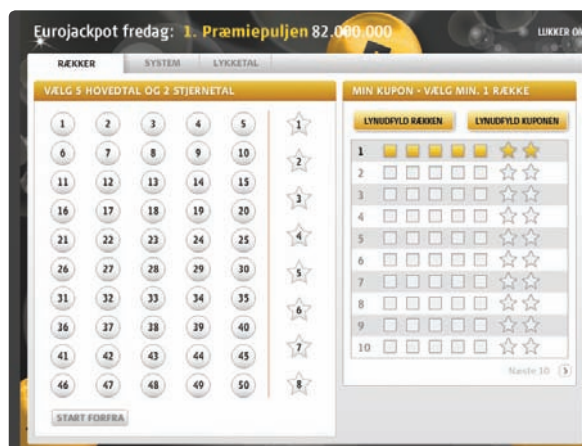 Eurojackpot fredag: 1. Præmiepuljen 82.000.000
LUKKER OM
RÆKKER SYSTEM LYKKETAL
VÆLG 5 HOVEDTAL OG 2 STJERNETAL
1 2 3 4 5
6 7 8 9 10
11 12 13 14 15
16 17 18 19 20
21 22 23 24 25
26 27 28 29 30
31 32 33 34 35
36 37 38 39 40
41 42 43 44 45
46 47 48 49 50
1
2
3
4
5
6
7
8
START FORFRA
MIN KUPON • VÆLG MIN. 1 RÆKKE
LYNUDFYLD RÆKKEN LYNUDFYLD KUPONEN
1
2
3
4
5
6
7
8
9
10
Næste 10